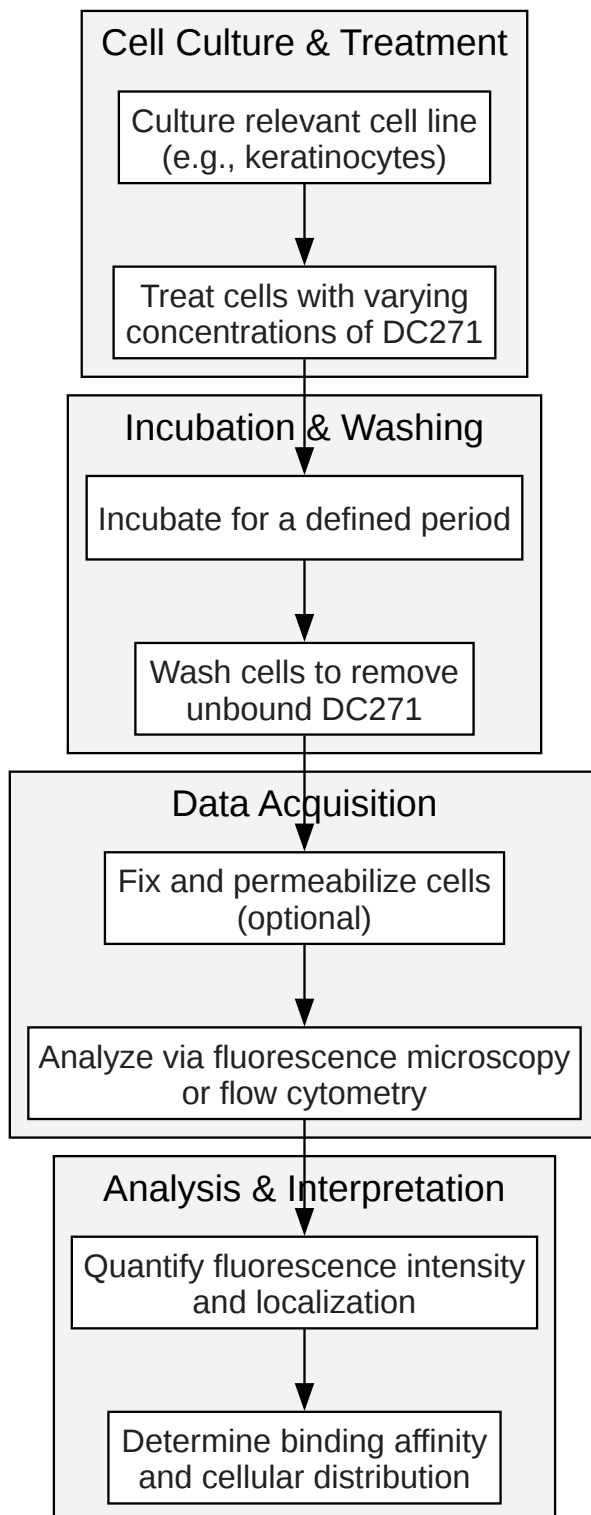 Cell Culture & Treatment
Culture relevant cell line
(e.g., keratinocytes)
Treat cells with varying
concentrations of DC271
Incubation & Washing
Incubate for a defined period
Wash cells to remove
unbound DC271
Data Acquisition
Fix and permeabilize cells
(optional)
Analyze via fluorescence microscopy
or flow cytometry
Analysis & Interpretation
Quantify fluorescence intensity
and localization
Determine binding affinity
and cellular distribution